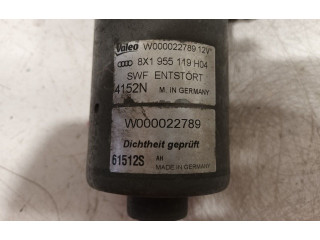 Valeo W000022789 12V
8X1 955 119 H04
SWF ENTSTÖRT
4152N M. IN GERMANY
W000022789
Dichtheit geprüft
61512S AH
MADE IN GERMANY